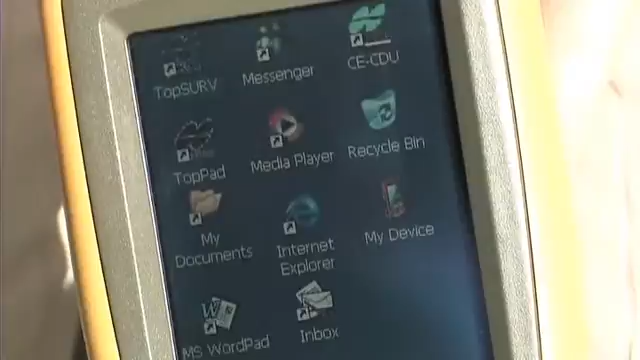 TopSURV
Messenger
CE-CDU
TopPad
Media Player
Recycle Bin
My
Documents
Internet
Explorer
My Device
MS WordPad
Inbox